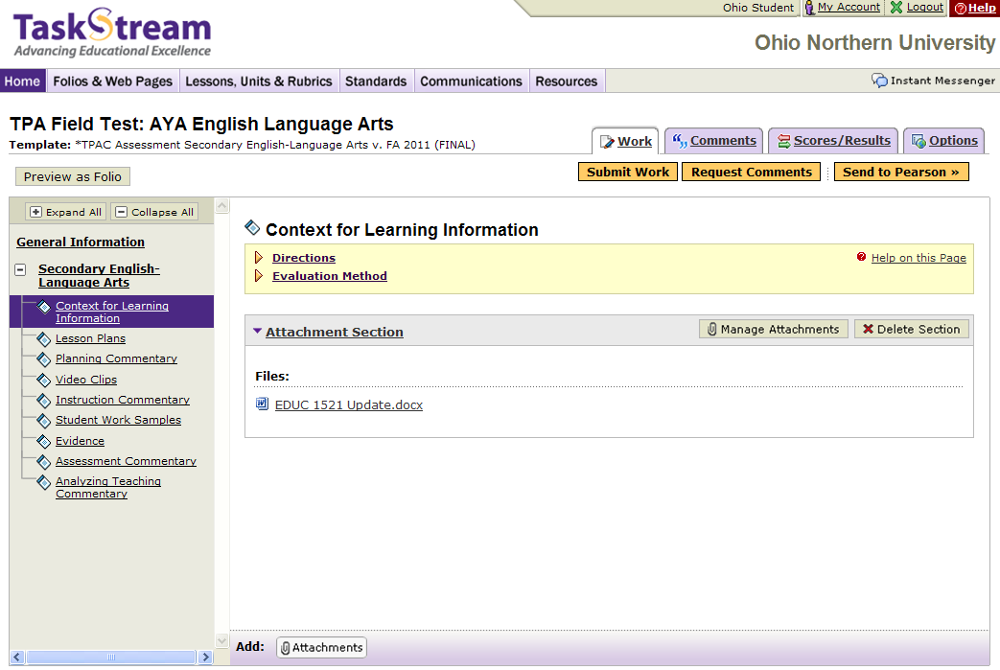 Ohio Student My Account Logout Help
TaskStream
Advancing Educational Excellence
Ohio Northern University
Home Folios & Web Pages Lessons, Units & Rubrics Standards Communications Resources Instant Messenger
TPA Field Test: AYA English Language Arts
Template: *TPAC Assessment Secondary English-Language Arts v. FA 2011 (FINAL)
Work Comments Scores/Results Options
Preview as Folio
Submit Work Request Comments Send to Pearson »
Expand All Collapse All
General Information
Secondary English-
Language Arts
Context for Learning
Information
Lesson Plans
Planning Commentary
Video Clips
Instruction Commentary
Student Work Samples
Evidence
Assessment Commentary
Analyzing Teaching
Commentary
Context for Learning Information
Directions
Help on this Page
Evaluation Method
Attachment Section Manage Attachments Delete Section
Files:
EDUC 1521 Update.docx
Add: Attachments